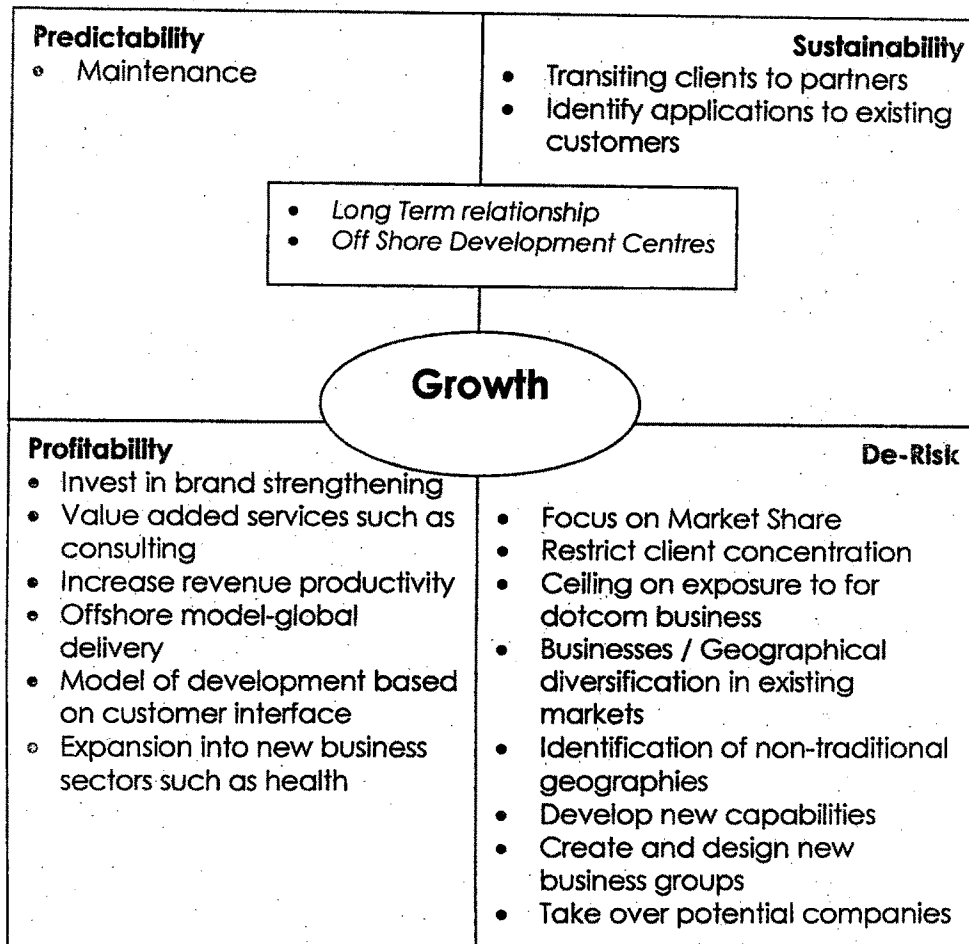 Predictability
• Maintenance
Sustainability
• Transiting clients to partners
• Identify applications to existing
customers
• Long Term relationship
• Off Shore Development Centres
Growth
Profitability
• Invest in brand strengthening
• Value added services such as
consulting
• Increase revenue productivity
• Offshore model-global
delivery
• Model of development based
on customer interface
• Expansion into new business
sectors such as health
De-Risk
• Focus on Market Share
• Restrict client concentration
• Ceiling on exposure to for
dotcom business
• Businesses / Geographical
diversification in existing
markets
• Identification of non-traditional
geographies
• Develop new capabilities
• Create and design new
business groups
• Take over potential companies